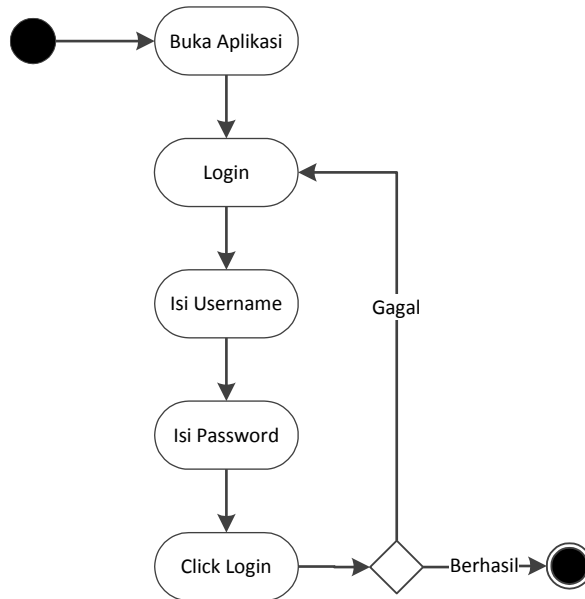 Buka Aplikasi
Login
Isi Username
Gagal
Isi Password
Click Login
Berhasil